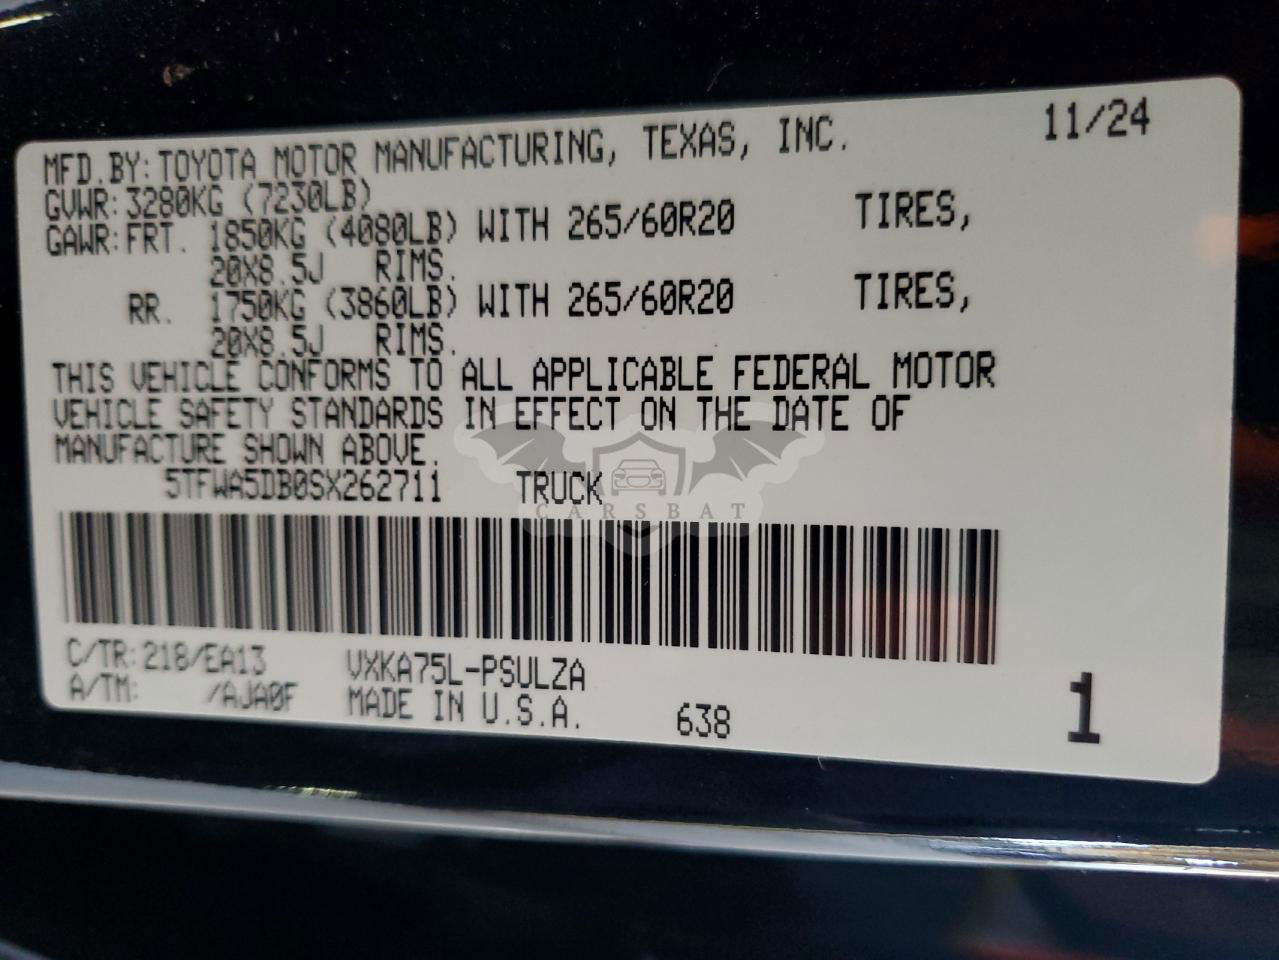 MFD.BY:TOYOTA MOTOR MANUFACTURING, TEXAS, INC. 11/24
GVWR:3280KG (7230LB)
GAWR:FRT. 1850KG (4080LB) WITH 265/60R20 TIRES,
20X8.5J RIMS.
RR. 1750KG (3860LB) WITH 265/60R20 TIRES,
20X8.5J RIMS.
THIS VEHICLE CONFORMS TO ALL APPLICABLE FEDERAL MOTOR
VEHICLE SAFETY STANDARDS IN EFFECT ON THE DATE OF
MANUFACTURE SHOWN ABOVE.
5TFWA5DB0SX262711 TRUCK
CARSBAT
C/TR:218/EA13 VXKA75L-PSULZA
A/TM: /AJA0F MADE IN U.S.A. 638 1